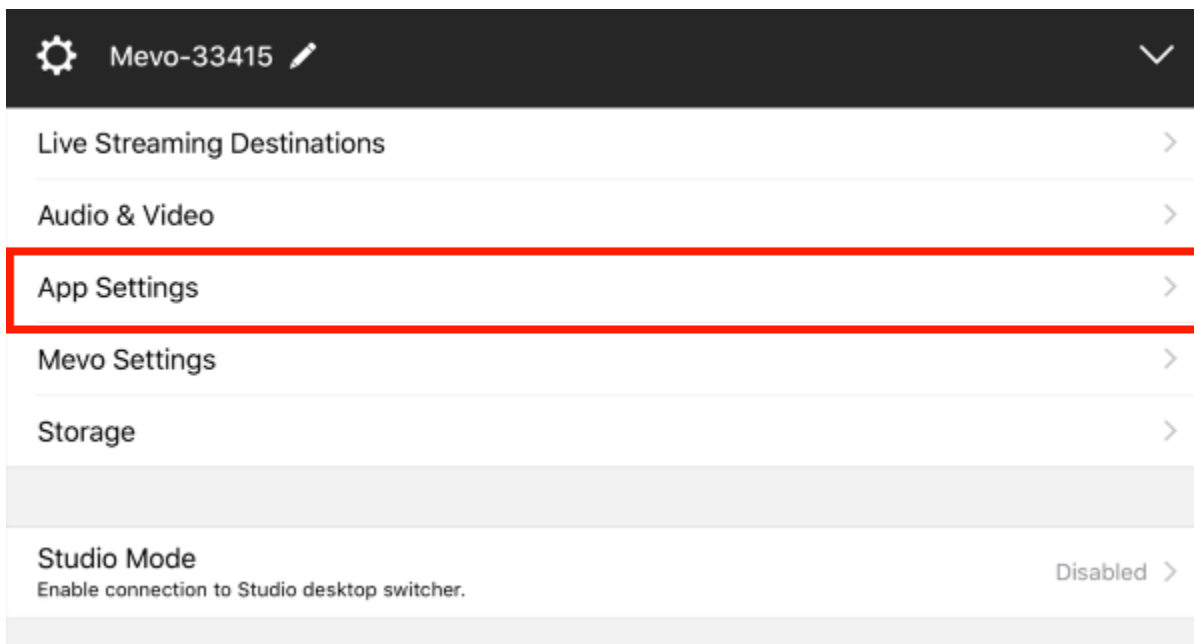 Mevo-33415
Live Streaming Destinations
Audio & Video
App Settings
Mevo Settings
Storage
Studio Mode
Disabled
Enable connection to Studio desktop switcher.